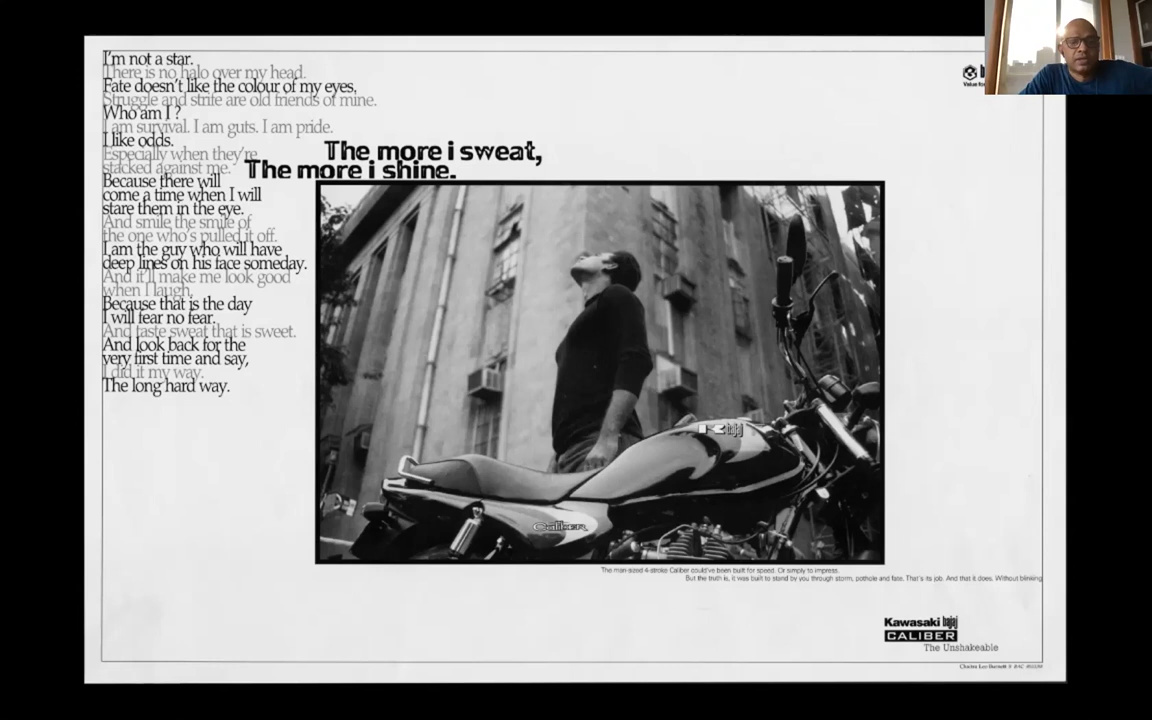 I'm not a star.
There is no halo over my head.
Fate doesn't like the colour of my eyes,
Struggle and strife are old friends of mine.
Who am I ?
I am survival. I am guts. I am pride.
I like odds.
Especially when they're
stacked against me.
Because there will
come a time when I will
stare them in the eye.
And smile the smile of
the one who's pulled it off.
I am the guy who will have
deep lines on his face someday.
And it'll make me look good
when I laugh.
Because that is the day
I will fear no fear.
And taste sweat that is sweet.
And look back for the
very first time and say,
I did it my way.
The long hard way.
The more i sweat,
The more i shine.
Value for
K bajaj
Caliber
The man-sized 4-stroke Caliber could've been built for speed. Or simply to impress.
But the truth is, it was built to stand by you through storm, pothole and fate. That's its job. And that it does. Without blinking
Kawasaki bajaj
CALIBER
The Unshakeable
Chaitra Leo Burnett